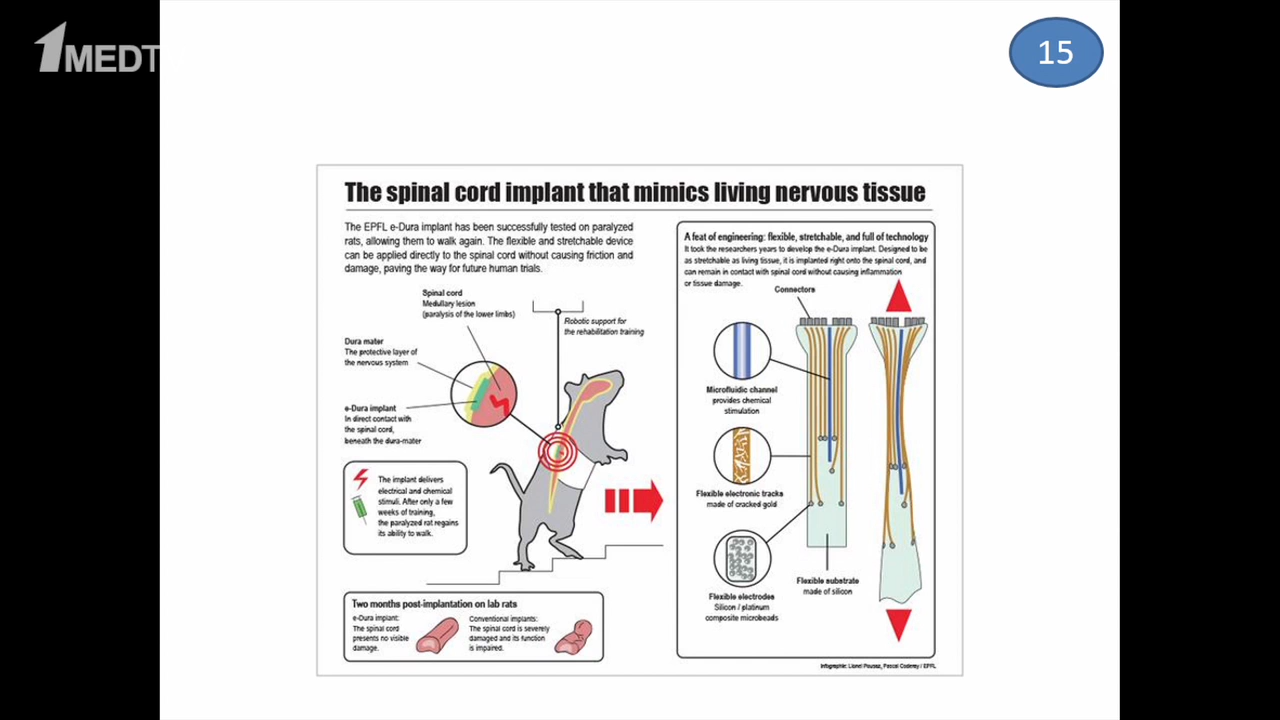 1MEDT
15
The spinal cord implant that mimics living nervous tissue
The EPFL e-Dura implant has been successfully tested on paralyzed
rats, allowing them to walk again. The flexible and stretchable device
can be applied directly to the spinal cord without causing friction and
damage, paving the way for future human trials.
Spinal cord
Medullary lesion
(paralysis of the lower limbs)
Robotic support for
the rehabilitation training
Dura mater
The protective layer of
the nervous system
e-Dura implant
In direct contact with
the spinal cord,
beneath the dura-mater
The implant delivers
electrical and chemical
stimuli. After only a few
weeks of training,
the paralyzed rat regains
its ability to walk.
Two months post-implantation on lab rats
e-Dura implant:
The spinal cord
presents no visible
damage.
Conventional implants:
The spinal cord is severely
damaged and its function
is impaired.
A feat of engineering: flexible, stretchable, and full of technology
It took the researchers years to develop the e-Dura implant. Designed to be
as stretchable as living tissue, it is implanted right onto the spinal cord, and
can remain in contact with spinal cord without causing inflammation
or tissue damage.
Connectors
Microfluidic channel
provides chemical
stimulation
Flexible electronic tracks
made of cracked gold
Flexible electrodes
Silicon / platinum
composite microbeads
Flexible substrate
made of silicon
Infographie: Lionel Pousaz, Pascal Coderay / EPFL